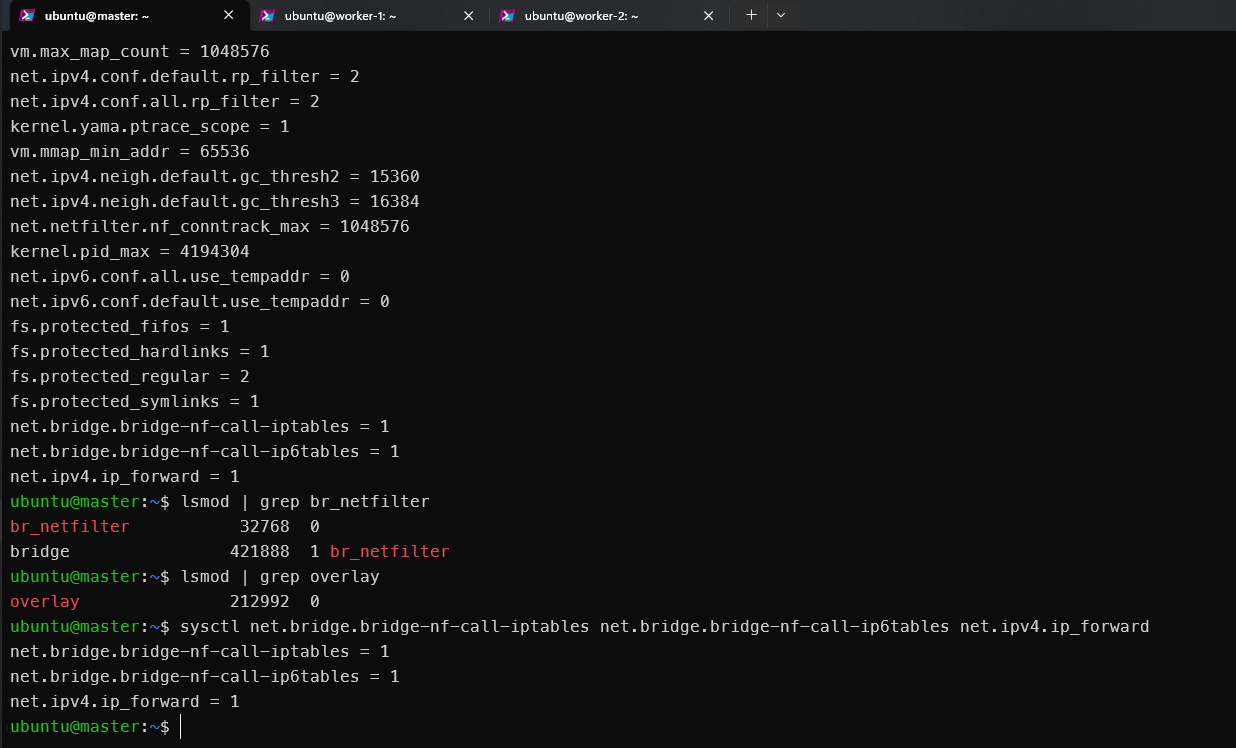 ubuntu@master: ~
ubuntu@worker-1: ~
ubuntu@worker-2: ~
vm.max_map_count = 1048576
net.ipv4.conf.default.rp_filter = 2
net.ipv4.conf.all.rp_filter = 2
kernel.yama.ptrace_scope = 1
vm.mmap_min_addr = 65536
net.ipv4.neigh.default.gc_thresh2 = 15360
net.ipv4.neigh.default.gc_thresh3 = 16384
net.netfilter.nf_conntrack_max = 1048576
kernel.pid_max = 4194304
net.ipv6.conf.all.use_tempaddr = 0
net.ipv6.conf.default.use_tempaddr = 0
fs.protected_fifos = 1
fs.protected_hardlinks = 1
fs.protected_regular = 2
fs.protected_symlinks = 1
net.bridge.bridge-nf-call-iptables = 1
net.bridge.bridge-nf-call-ip6tables = 1
net.ipv4.ip_forward = 1
ubuntu@master:~$ lsmod | grep br_netfilter
br_netfilter           32768  0
bridge                421888  1 br_netfilter
ubuntu@master:~$ lsmod | grep overlay
overlay               212992  0
ubuntu@master:~$ sysctl net.bridge.bridge-nf-call-iptables net.bridge.bridge-nf-call-ip6tables net.ipv4.ip_forward
net.bridge.bridge-nf-call-iptables = 1
net.bridge.bridge-nf-call-ip6tables = 1
net.ipv4.ip_forward = 1
ubuntu@master:~$